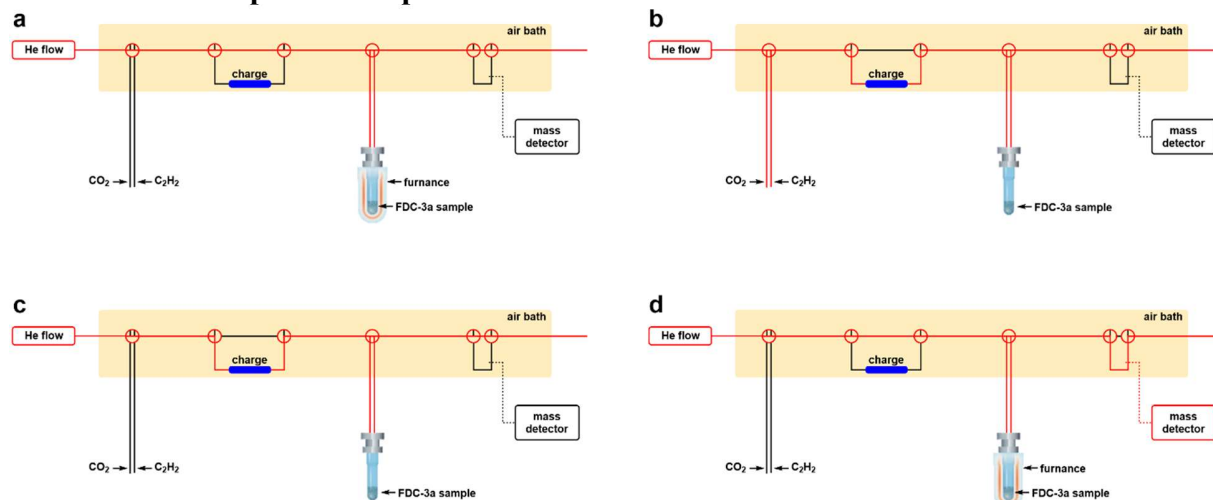 a
air bath
He flow
charge
mass
detector
CO₂
C₂H₂
furnance
FDC-3a sample
b
air bath
He flow
charge
mass
detector
CO₂
C₂H₂
FDC-3a sample
c
air bath
He flow
charge
mass
detector
CO₂
C₂H₂
FDC-3a sample
d
air bath
He flow
charge
mass
detector
CO₂
C₂H₂
furnance
FDC-3a sample